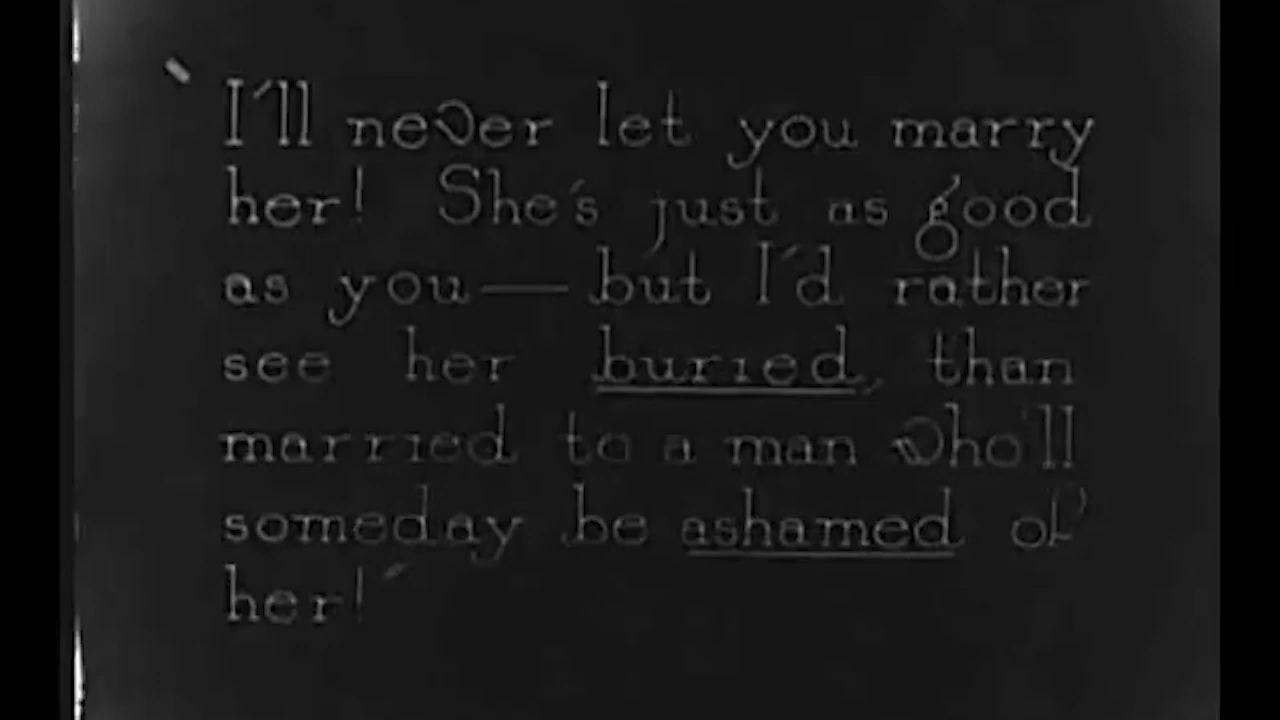 "I'll never let you marry
her! She's just as good
as you — but I'd rather
see her buried, than
married to a man who'll
someday be ashamed of
her!"